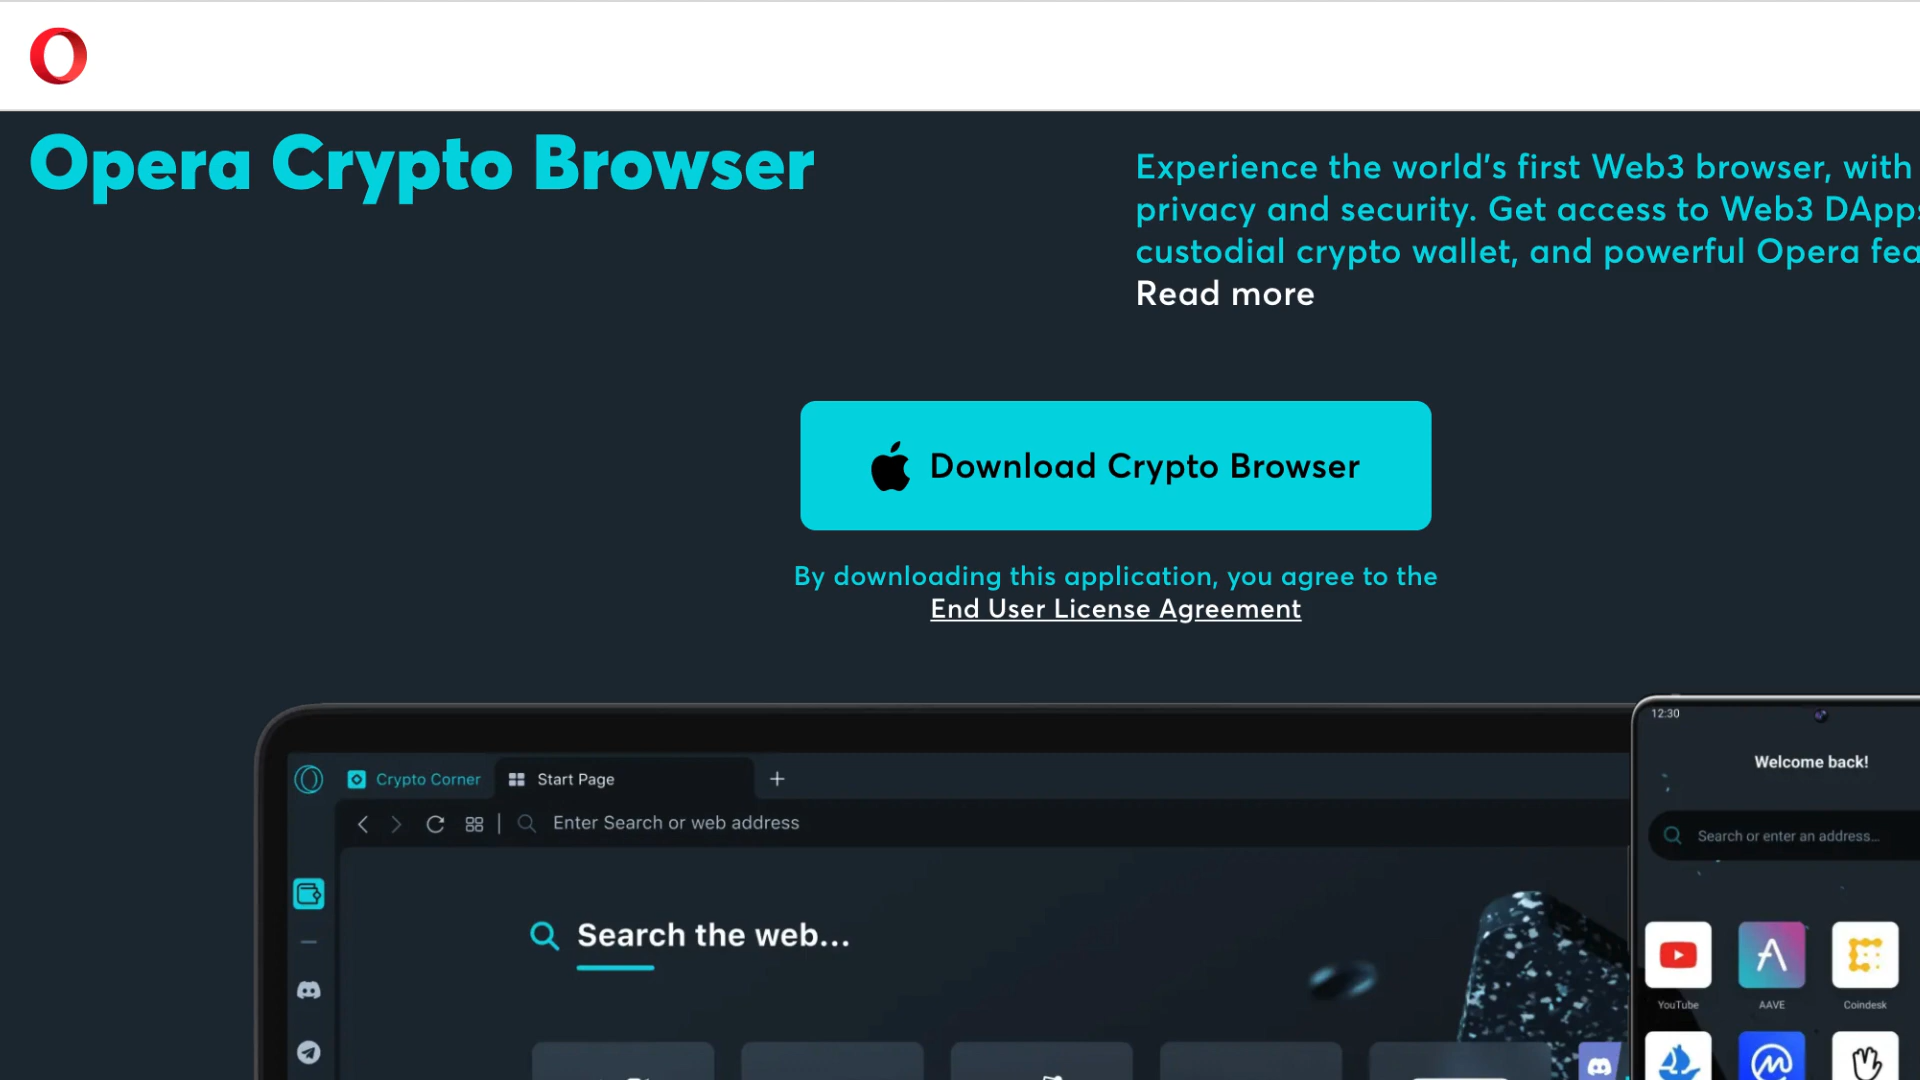 Opera Crypto Browser
Experience the world's first Web3 browser, with
privacy and security. Get access to Web3 DApps
custodial crypto wallet, and powerful Opera fea
Read more
Download Crypto Browser
By downloading this application, you agree to the
End User License Agreement
Crypto Corner
Start Page
Enter Search or web address
Search the web...
12:30
Welcome back!
Search or enter an address...
YouTube
AAVE
Coindesk